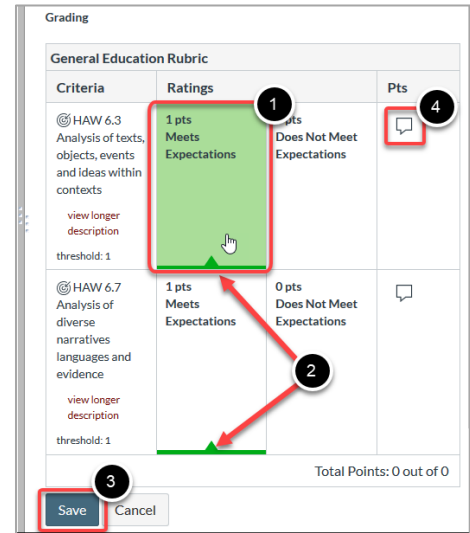 Grading
General Education Rubric
Criteria
Ratings
Pts
1
4
HAW 6.3
Analysis of texts,
objects, events
and ideas within
contexts
view longer
description
threshold: 1
1 pts
Meets
Expectations
pts
Does Not Meet
Expectations
HAW 6.7
Analysis of
diverse
narratives
languages and
evidence
view longer
description
threshold: 1
1 pts
Meets
Expectations
0 pts
Does Not Meet
Expectations
2
Total Points: 0 out of 0
3
Save
Cancel